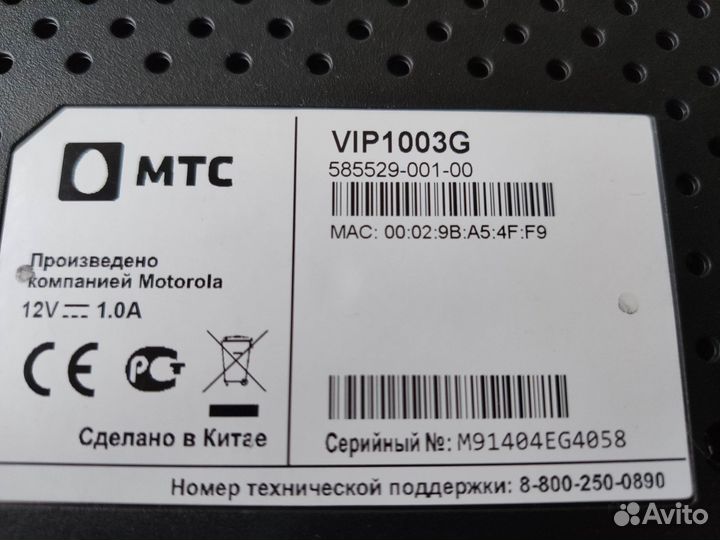 МТС
Произведено
компанией Motorola
12V 1.0A
CE
РСТ
Сделано в Китае
VIP1003G
585529-001-00
MAC: 00:02:9B:A5:4F:F9
Серийный №: M91404EG4058
Номер технической поддержки: 8-800-250-0890
Avito